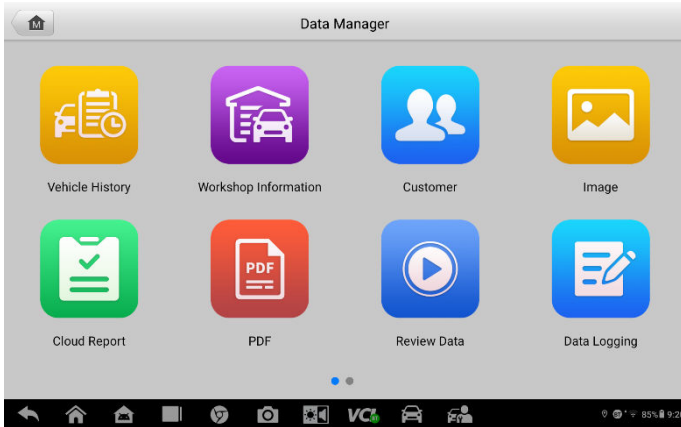 M
Data Manager
Vehicle History
Workshop Information
Customer
Image
Cloud Report
PDF
PDF
Review Data
Data Logging
VCI
85%